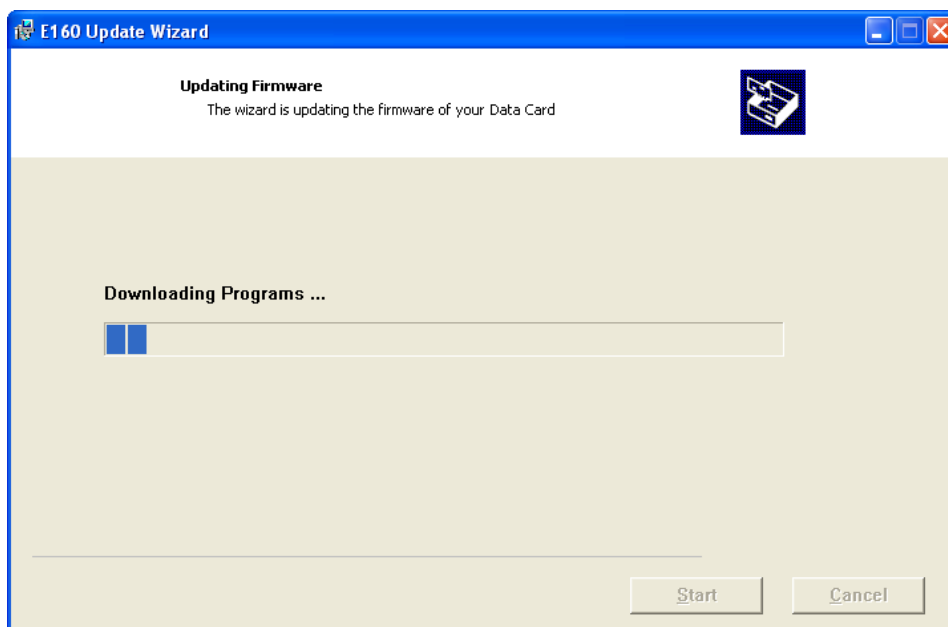 E160 Update Wizard
Updating Firmware
The wizard is updating the firmware of your Data Card
Downloading Programs ...
Start
Cancel